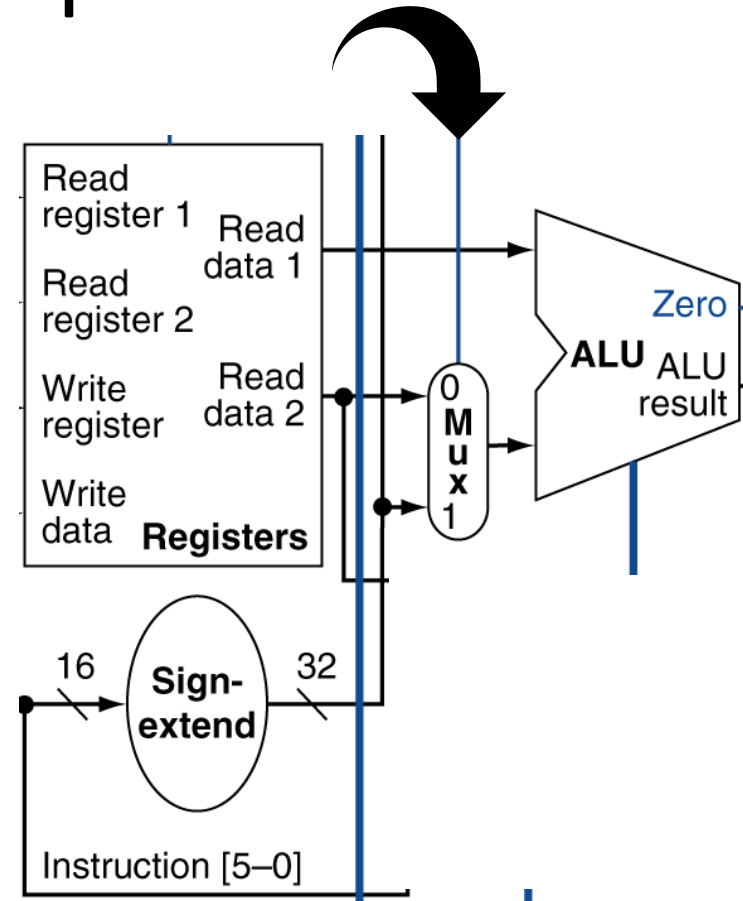 Read
register 1
Read
data 1
Read
register 2
Write
register
Read
data 2
Write
data
Registers
0
M
u
x
1
Zero
ALU
ALU
result
16
Sign-
extend
32
Instruction [5–0]